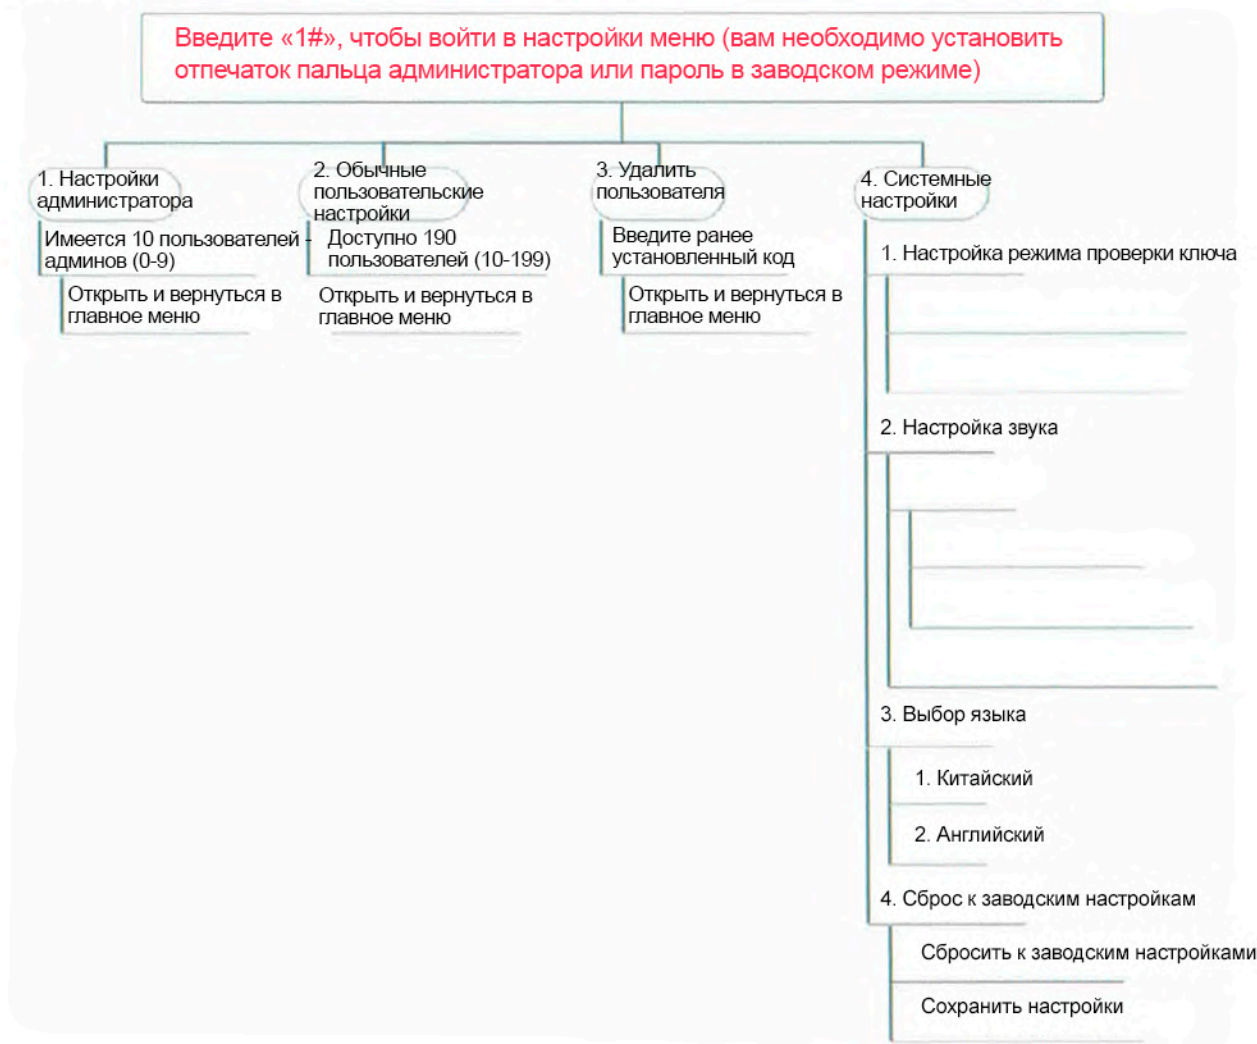 Введите «1#», чтобы войти в настройки меню (вам необходимо установить
отпечаток пальца администратора или пароль в заводском режиме)
1. Настройки
администратора
Имеется 10 пользователей -
админов (0-9)
Открыть и вернуться в
главное меню
2. Обычные
пользовательские
настройки
Доступно 190
пользователей (10-199)
Открыть и вернуться в
главное меню
3. Удалить
пользователя
Введите ранее
установленный код
Открыть и вернуться в
главное меню
4. Системные
настройки
1. Настройка режима проверки ключа
2. Настройка звука
3. Выбор языка
1. Китайский
2. Английский
4. Сброс к заводским настройкам
Сбросить к заводским настройками
Сохранить настройки